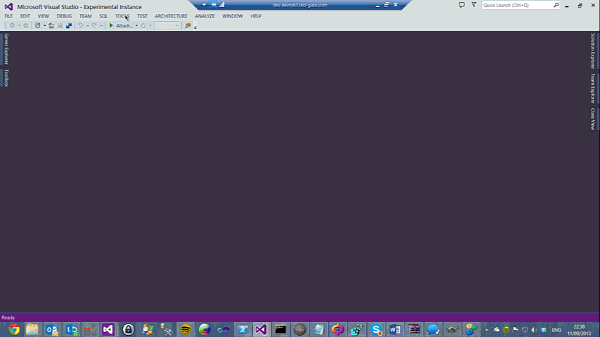 Microsoft Visual Studio - Experimental Instance
Quick Launch (Ctrl+Q)
FILE EDIT VIEW DEBUG TEAM SQL TOOLS TEST ARCHITECTURE ANALYZE WINDOW HELP
Attach...
Server Explorer
Toolbox
Solution Explorer
Team Explorer
Class View
Ready
ENG
22:38
11/09/2013